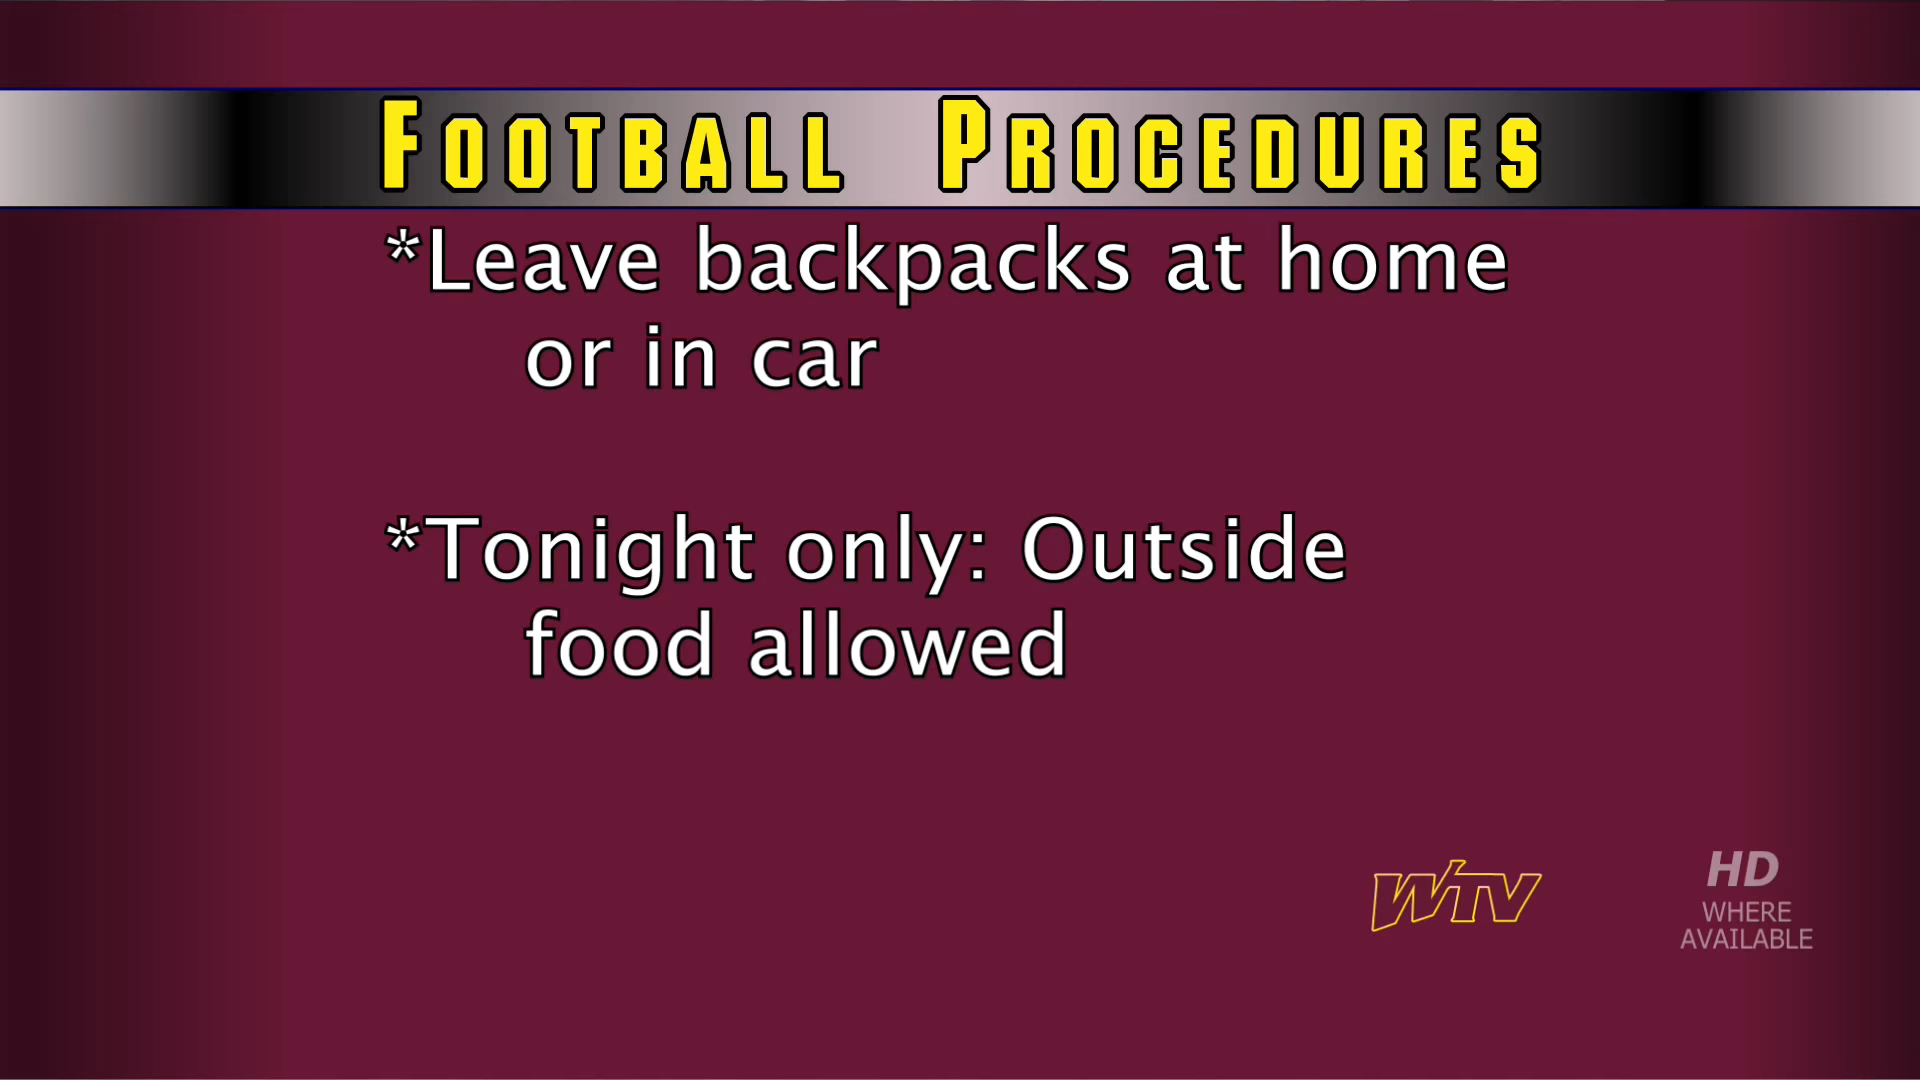 Football Procedures
*Leave backpacks at home
or in car
*Tonight only: Outside
food allowed
WTV
HD
WHERE
AVAILABLE